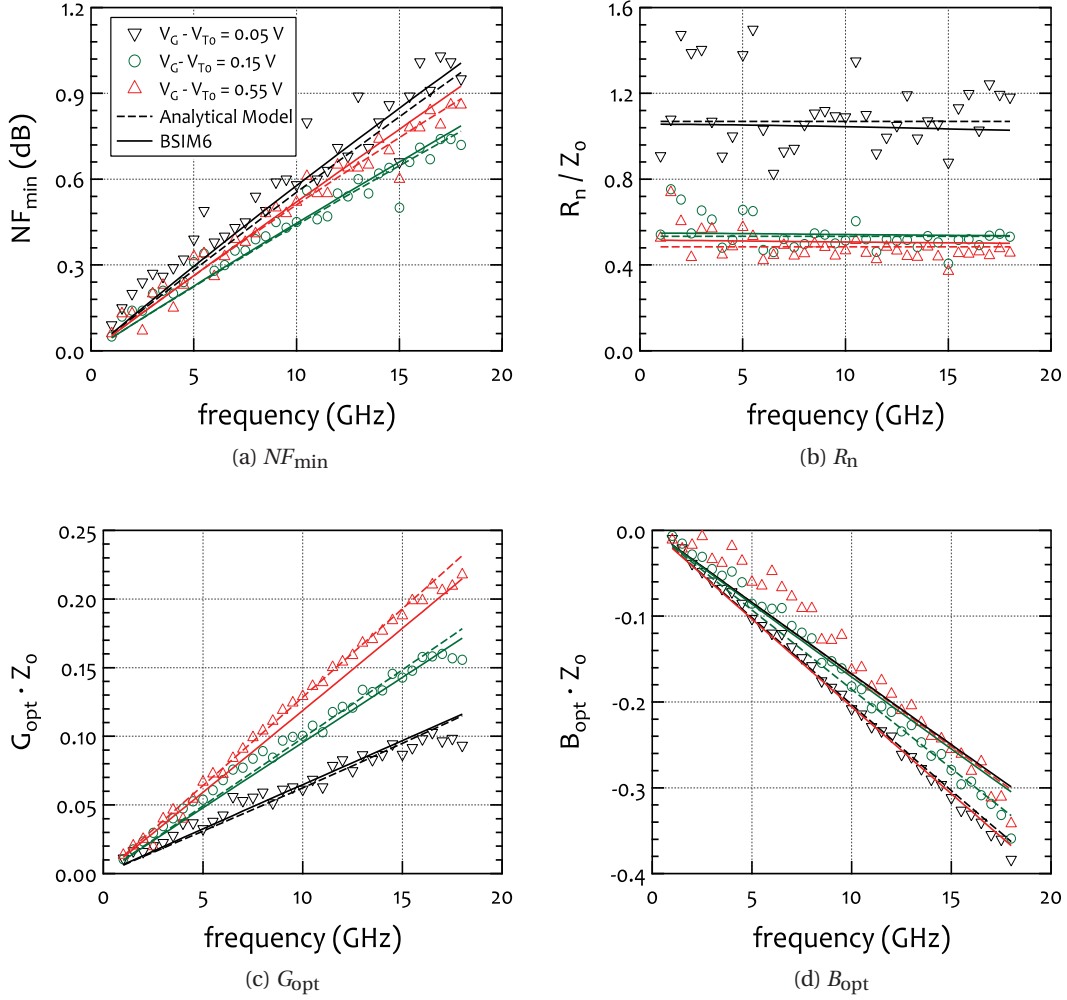 1.2
0.9
0.6
0.3
0.0
NF_min (dB)
V_G - V_T0 = 0.05 V
V_G- V_T0 = 0.15 V
V_G - V_T0 = 0.55 V
Analytical Model
BSIM6
0 5 10 15 20
frequency (GHz)
(a) NF_min
1.6
1.2
0.8
0.4
0.0
R_n / Z_o
0 5 10 15 20
frequency (GHz)
(b) R_n
0.25
0.20
0.15
0.10
0.05
0.00
G_opt · Z_o
0 5 10 15 20
frequency (GHz)
(c) G_opt
0.0
-0.1
-0.2
-0.3
-0.4
B_opt · Z_o
0 5 10 15 20
frequency (GHz)
(d) B_opt